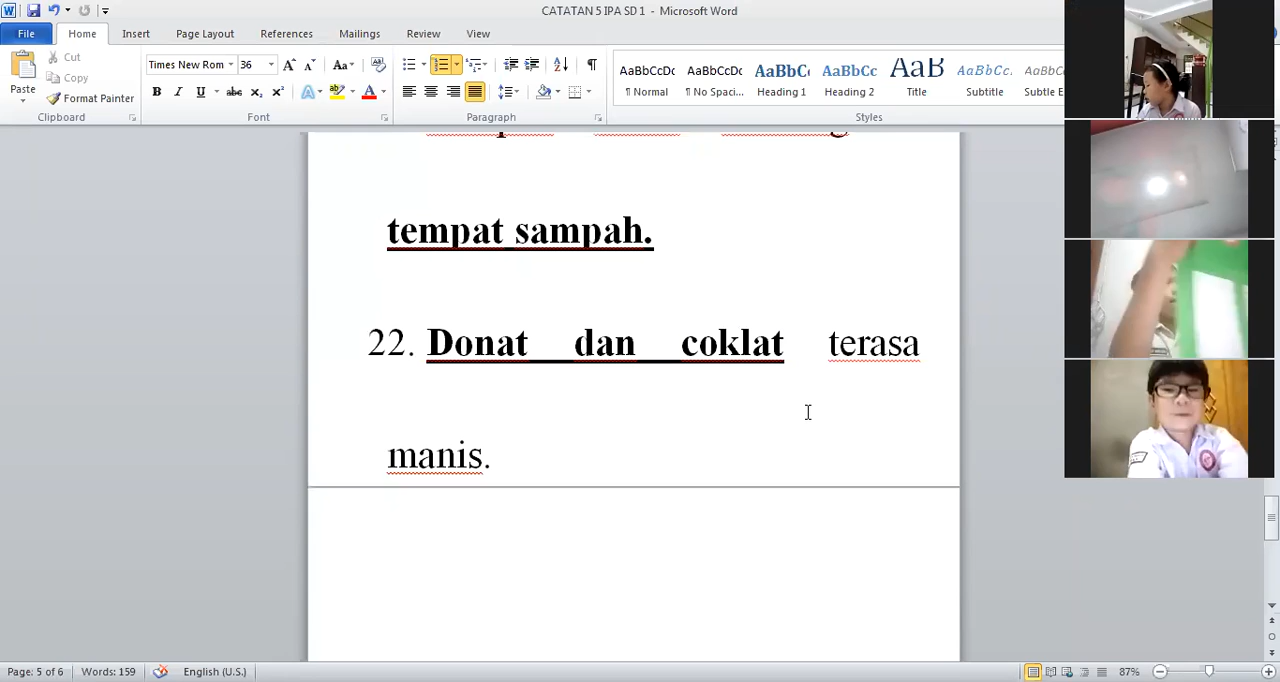 CATATAN 5 IPA SD 1 - Microsoft Word
File Home Insert Page Layout References Mailings Review View
Cut
Copy
Format Painter
Paste
Times New Rom 36
AaBbCcDc AaBbCcDc AaBbCc AaBbCc AaB AaBbCc.
¶ Normal ¶ No Spaci... Heading 1 Heading 2 Title Subtitle Subtle E
Clipboard Font Paragraph Styles
tempat sampah.
22. Donat dan coklat terasa
manis.
Page: 5 of 6 Words: 159 English (U.S.) 87%